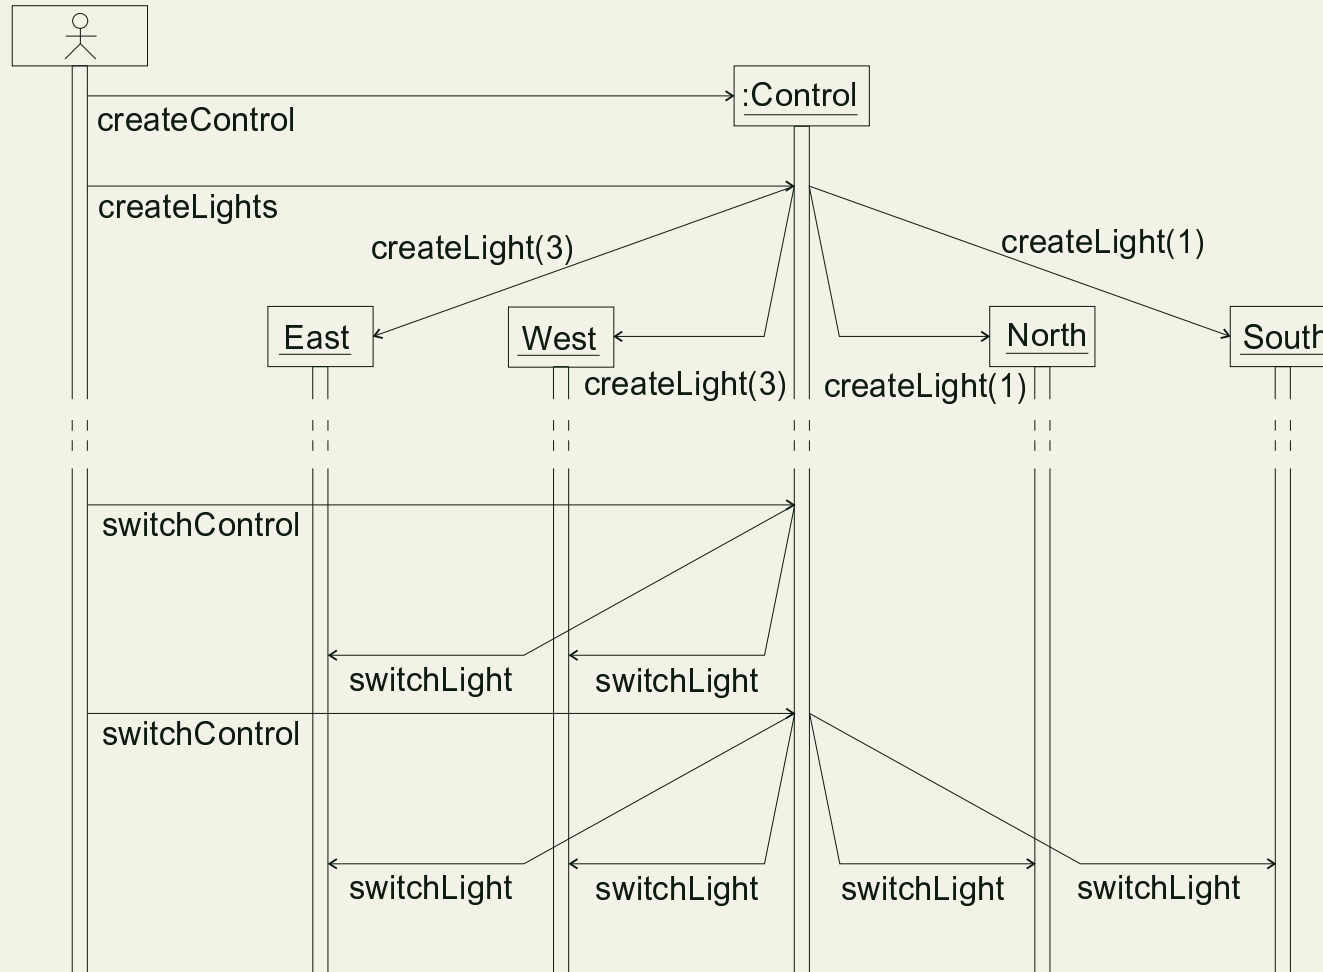 :Control
createControl
createLights
createLight(3)
createLight(1)
East
West
North
South
createLight(3)
createLight(1)
switchControl
switchLight
switchLight
switchControl
switchLight
switchLight
switchLight
switchLight